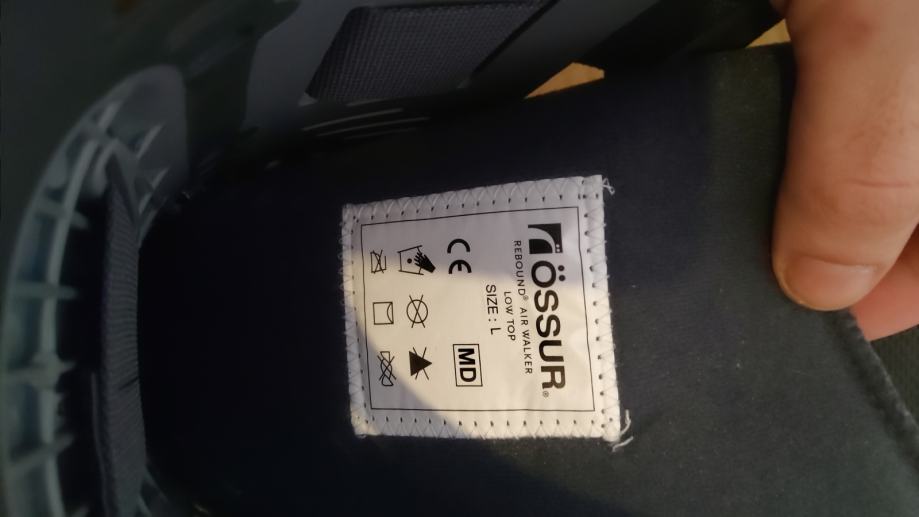 ÖSSUR®
REBOUND® AIR WALKER
LOW TOP
SIZE : L
CE MD